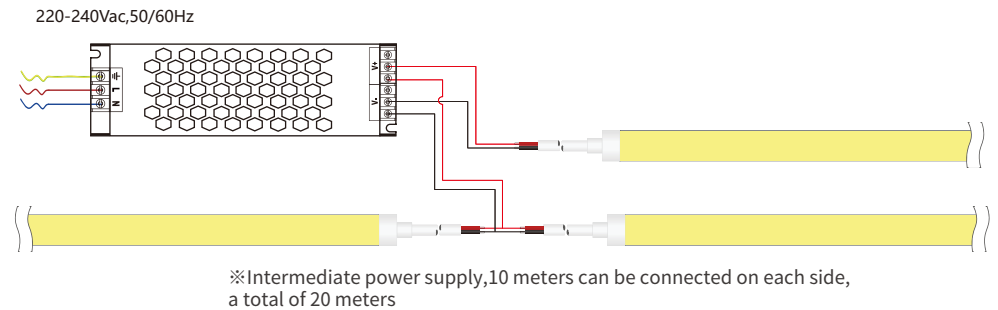 220-240Vac,50/60Hz
V+
L
N
V-
※Intermediate power supply,10 meters can be connected on each side,
a total of 20 meters